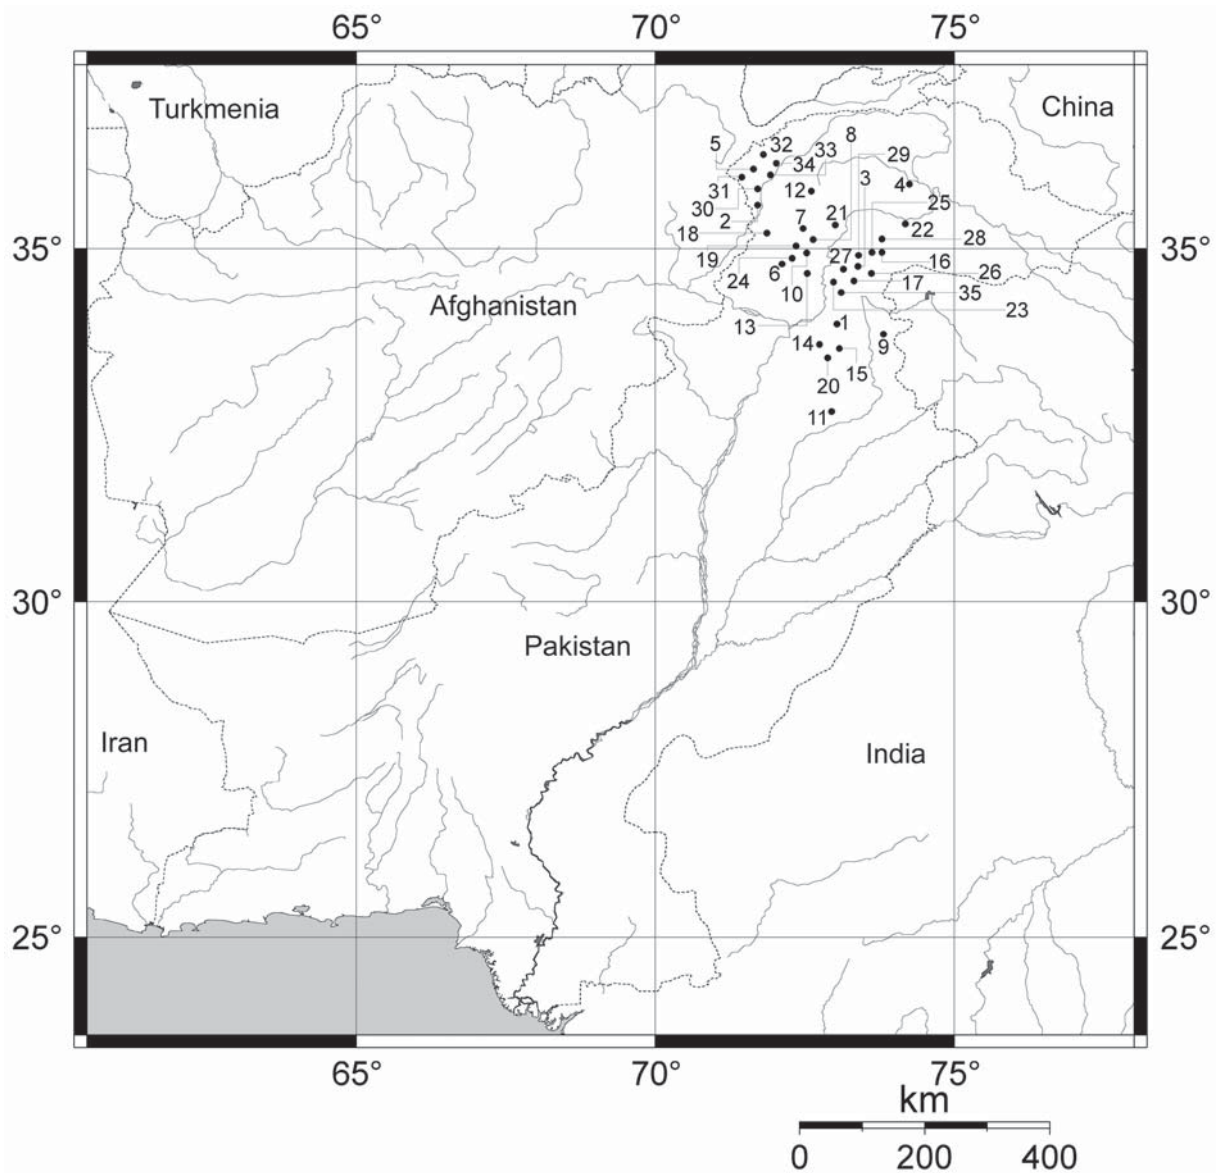 65° 70° 75°
Turkmenia China
5 32 33 8 29
34 3
31 12 4 25
30 2 7 21
18 22 28
35° 35°
19 27 16
24 6 10 17 26
Afghanistan 35
13 1 23
14 9
20 15
11
30° 30°
Pakistan
Iran India
25° 25°
65° 70° 75°
km
0 200 400